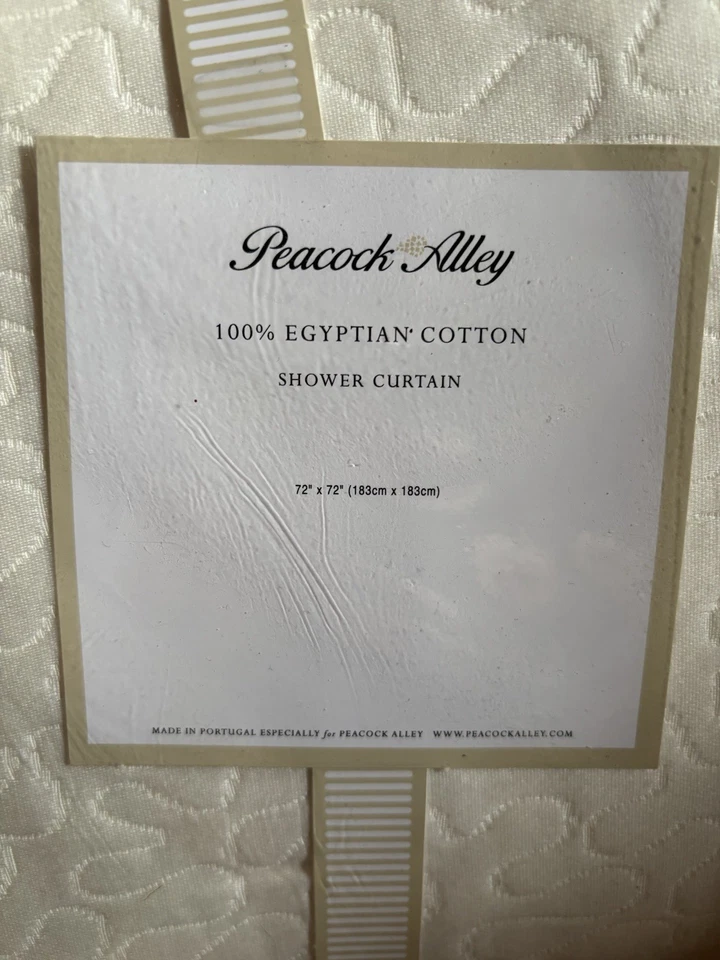 Peacock Alley
100% EGYPTIAN COTTON
SHOWER CURTAIN
72" x 72" (183cm x 183cm)
MADE IN PORTUGAL ESPECIALLY for PEACOCK ALLEY WWW.PEACOCKALLEY.COM